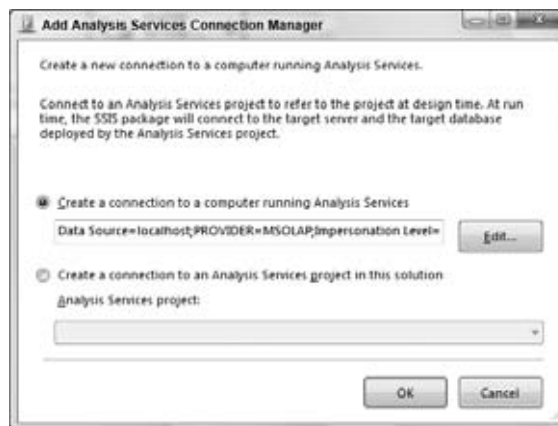 Add Analysis Services Connection Manager
Create a new connection to a computer running Analysis Services.
Connect to an Analysis Services project to refer to the project at design time. At run
time, the SSIS package will connect to the target server and the target database
deployed by the Analysis Services project.
Create a connection to a computer running Analysis Services
Data Source=localhost;PROVIDER=MSOLAP;Impersonation Level=
Edit...
Create a connection to an Analysis Services project in this solution
Analysis Services project:
OK
Cancel